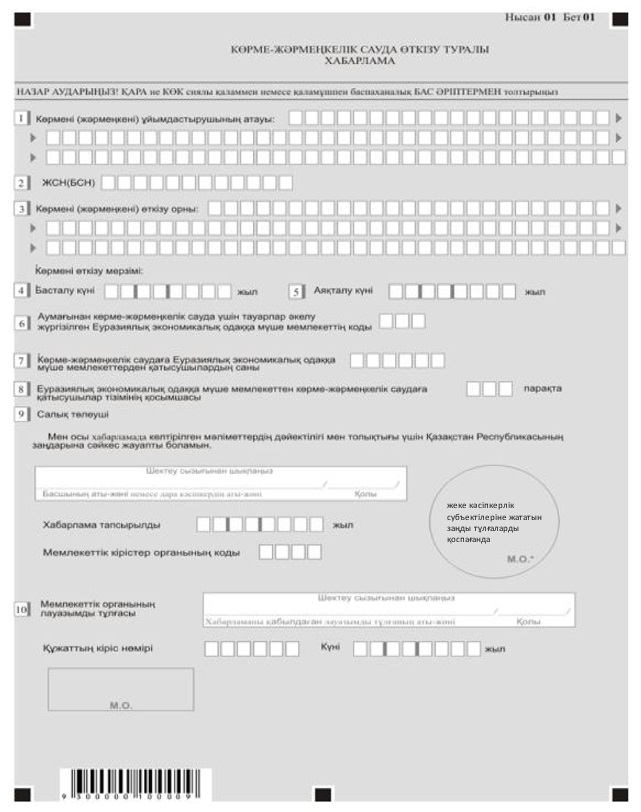 Нысан 01 Бет 01
КӨРМЕ-ЖӘРМЕҢКЕЛІК САУДА ӨТКІЗУ ТУРАЛЫ
ХАБАРЛАМА
НАЗАР АУДАРЫҢЫЗ! ҚАРА не КӨК сиялы қаламмен немесе қаламұшпен баспаханалық БАС ӘРІПТЕРМЕН толтырыңыз
1 Көрмені (жәрмеңкені) ұйымдастырушының атауы:
2 ЖСН(БСН)
3 Көрмені (жәрмеңкені) өткізу орны:
Көрмені өткізу мерзімі:
4 Басталу күні жыл 5 Аяқталу күні жыл
6 Аумағынан көрме-жәрмеңкелік сауда үшін тауарлар әкелу
жүргізілген Еуразиялық экономикалық одаққа мүше мемлекеттің коды
7 Көрме-жәрмеңкелік саудаға Еуразиялық экономикалық одаққа
мүше мемлекеттерден қатысушылардың саны
8 Еуразиялық экономикалық одаққа мүше мемлекеттен көрме-жәрмеңкелік саудаға
қатысушылар тізімінің қосымшасы
парақта
9 Салық төлеуші
Мен осы хабарламада келтірілген мәліметтердің дәйектілігі мен толықтығы үшін Қазақстан Республикасының
заңдарына сәйкес жауапты боламын.
Шектеу сызығынан шықпаңыз
Басшының аты-жөні немесе дара кәсіпкердің аты-жөні Қолы
жеке кәсіпкерлік
субъектілеріне жататын
заңды тұлғаларды
қоспағанда
М.О.*
Хабарлама тапсырылды жыл
Мемлекеттік кірістер органының коды
10 Мемлекеттік органының
лауазымды тұлғасы
Шектеу сызығынан шықпаңыз
Хабарламаны қабылдаған лауазымды тұлғаның аты-жөні Қолы
Құжаттың кіріс нөмірі Күні жыл
М.О.
9 300000 100009